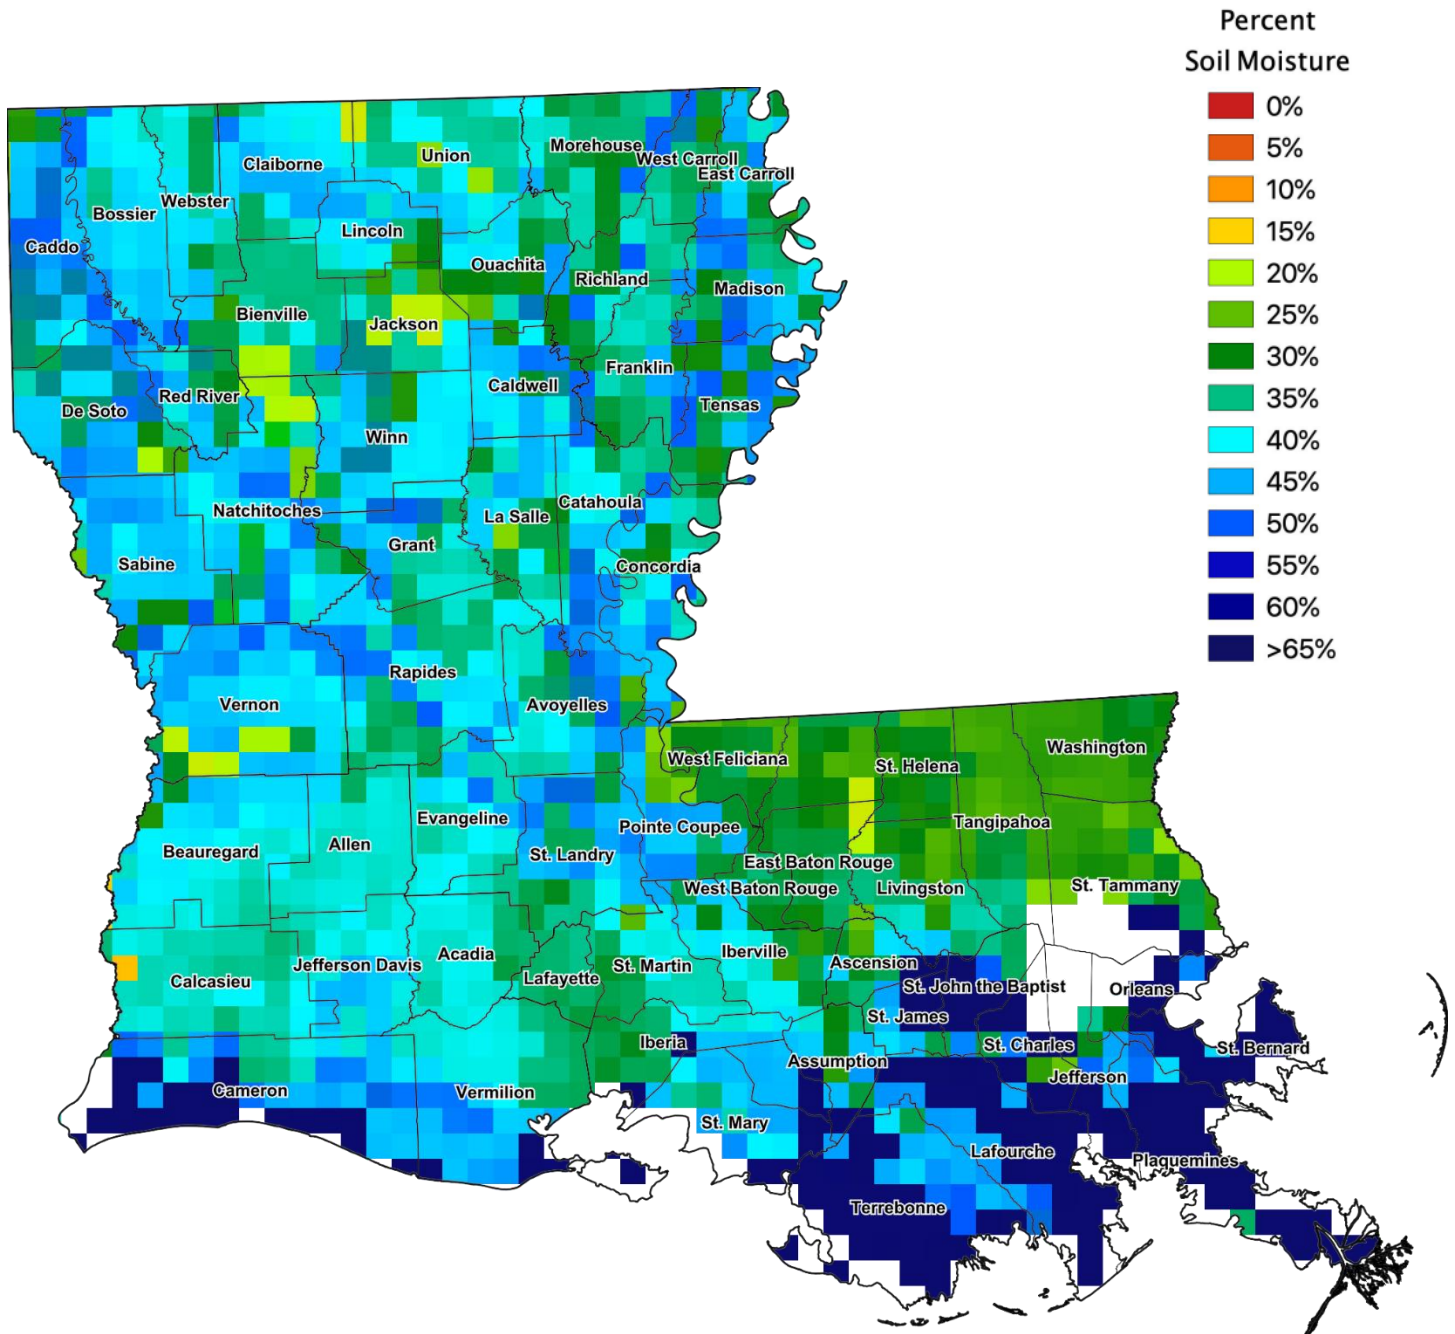 Percent
Soil Moisture
0%
5%
10%
15%
20%
25%
30%
35%
40%
45%
50%
55%
60%
>65%
Morehouse
Union
West Carroll
Claiborne
East Carroll
Webster
Bossier
Lincoln
Caddo
Ouachita
Richland
Madison
Bienville
Jackson
Franklin
Caldwell
Red River
Tensas
De Soto
Winn
Catahoula
Natchitoches
La Salle
Grant
Sabine
Concordia
Rapides
Vernon
Avoyelles
Washington
West Feliciana
St. Helena
Evangeline
Tangipahoa
Pointe Coupee
Allen
Beauregard
St. Landry
East Baton Rouge
St. Tammany
West Baton Rouge
Livingston
Iberville
Acadia
Ascension
Jefferson Davis
St. Martin
Lafayette
Calcasieu
St. John the Baptist
Orleans
St. James
Iberia
St. Charles
St. Bernard
Assumption
Jefferson
Cameron
Vermilion
St. Mary
Lafourche
Plaquemines
Terrebonne